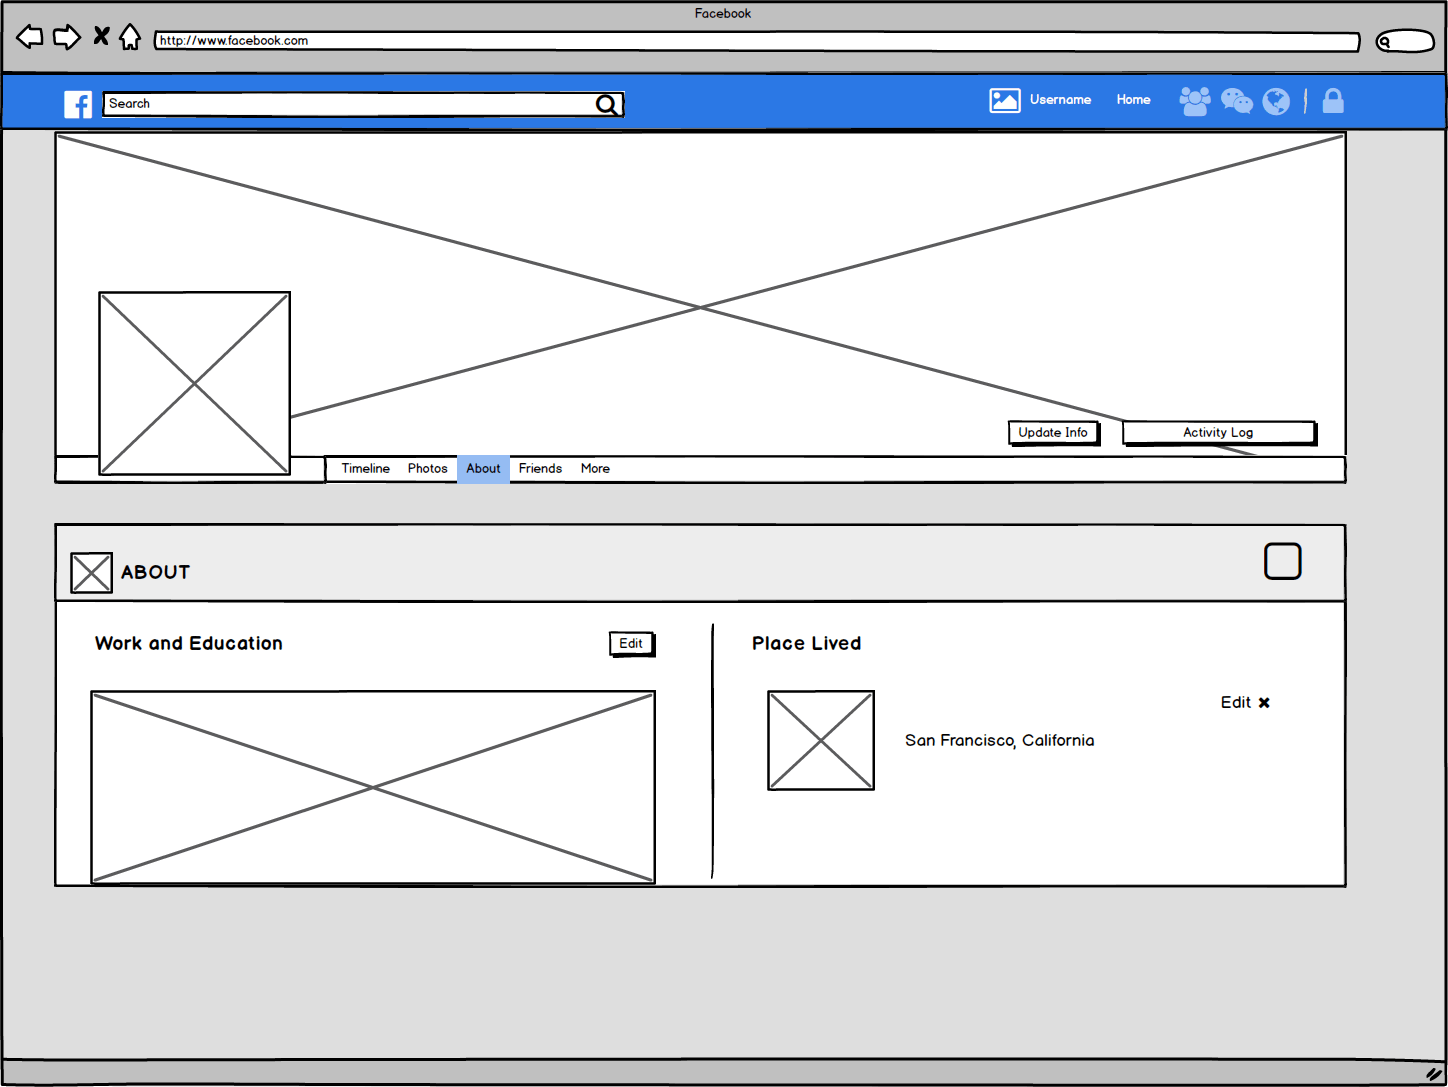 Facebook
http://www.facebook.com
Search
Username Home
Update Info Activity Log
Timeline Photos About Friends More
ABOUT
Work and Education Edit Place Lived
Edit
San Francisco, California